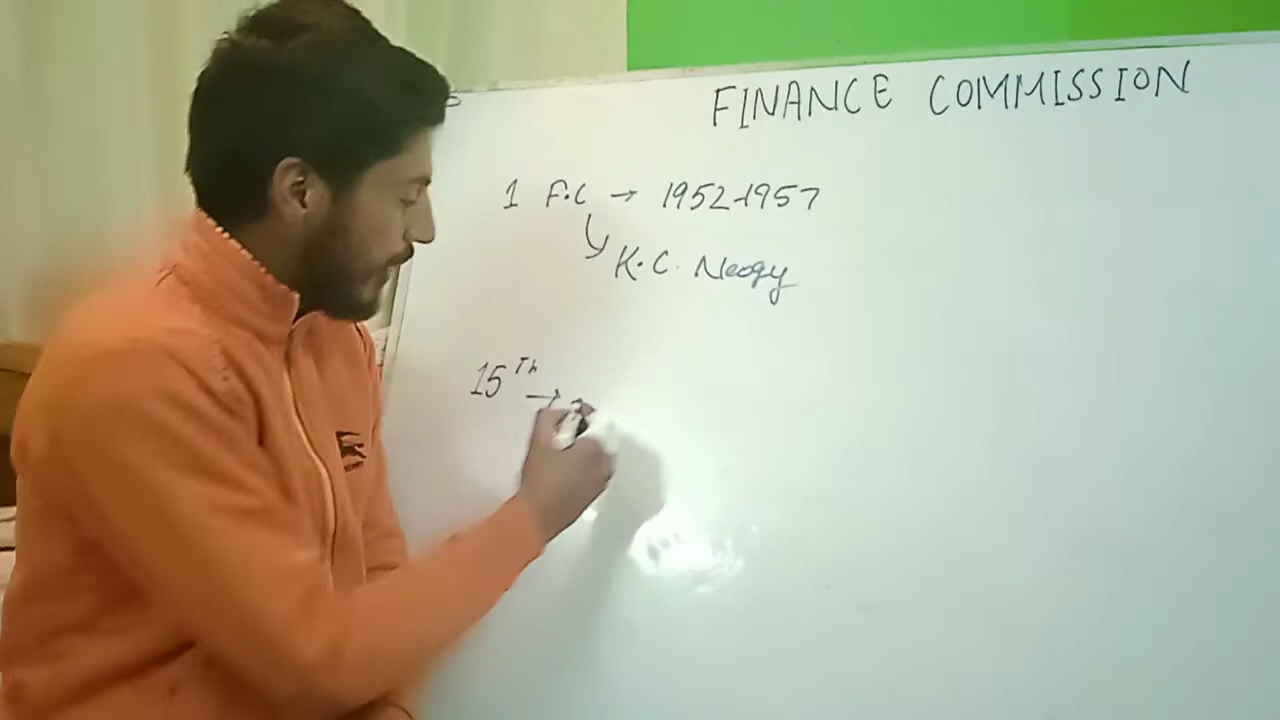 FINANCE COMMISSION
1 F.C → 1952-1957
K.C. Neogy
15Th →